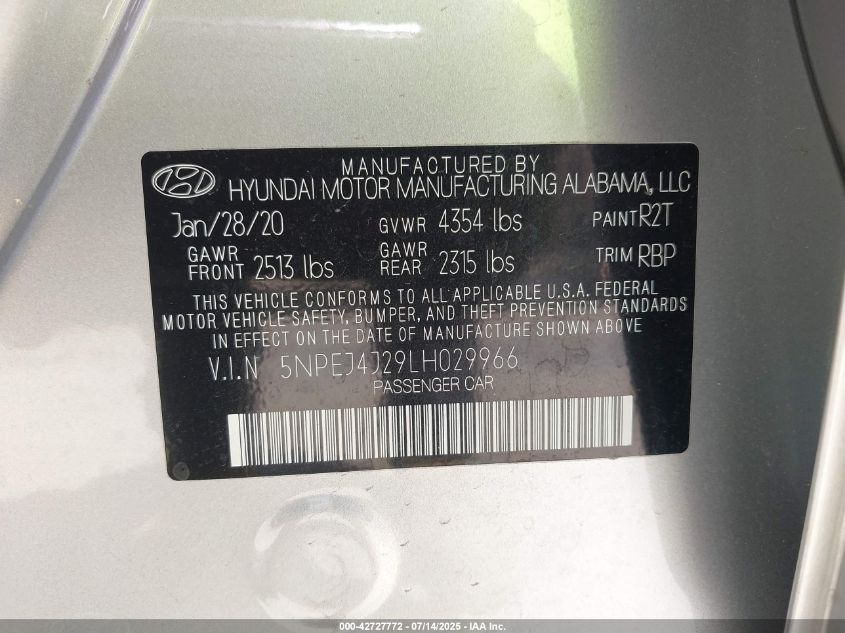 MANUFACTURED BY
HYUNDAI MOTOR MANUFACTURING ALABAMA, LLC
Jan/28/20 GVWR 4354 lbs PAINT R2T
GAWR FRONT 2513 lbs GAWR REAR 2315 lbs TRIM RBP
THIS VEHICLE CONFORMS TO ALL APPLICABLE U.S.A. FEDERAL
MOTOR VEHICLE SAFETY, BUMPER, AND THEFT PREVENTION STANDARDS
IN EFFECT ON THE DATE OF MANUFACTURE SHOWN ABOVE
V.I.N 5NPEJ4J29LH029966
PASSENGER CAR
000-42727772 - 07/14/2025 - IAA Inc.